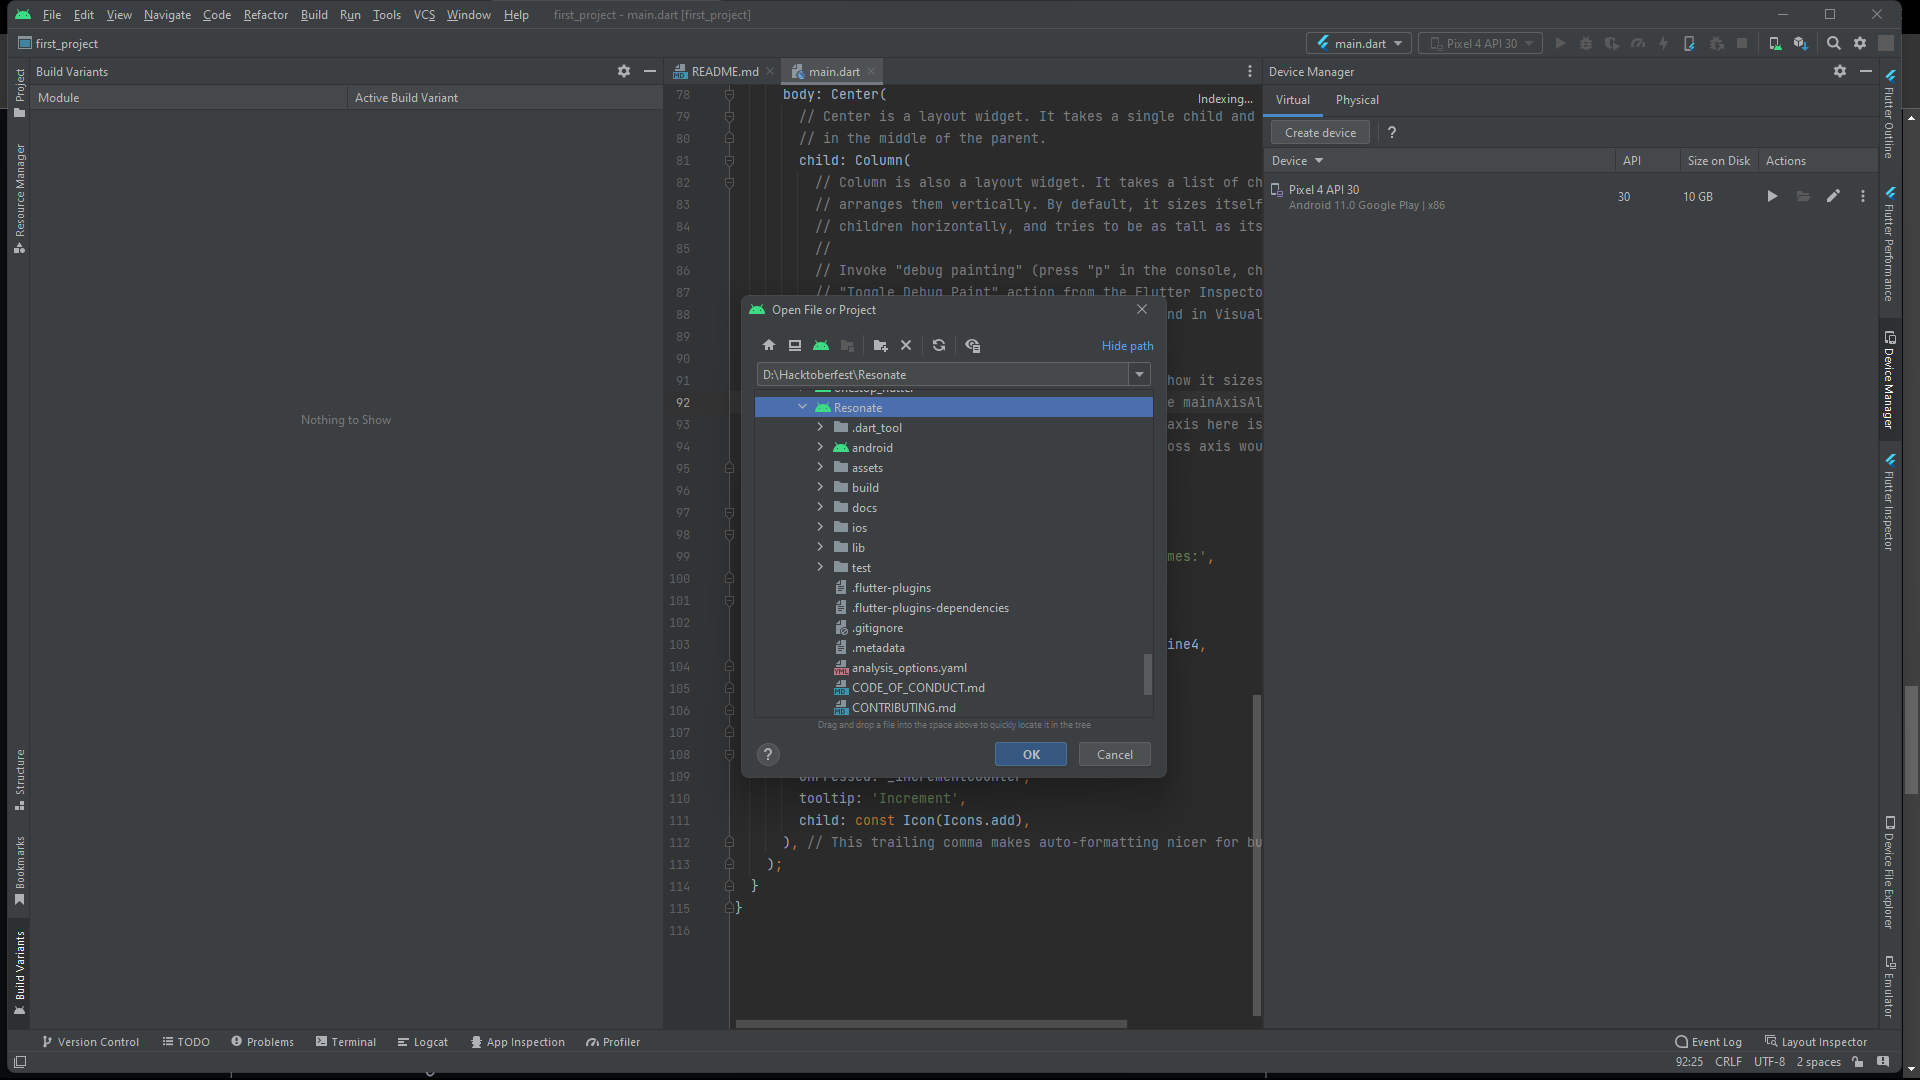 File Edit View Navigate Code Refactor Build Run Tools VCS Window Help first_project - main.dart [first_project]
first_project
main.dart
Pixel 4 API 30
Project
Resource Manager
Structure
Bookmarks
Build Variants
Build Variants
Module Active Build Variant
Nothing to Show
README.md main.dart
Indexing...
78 body: Center(
79 // Center is a layout widget. It takes a single child and
80 // in the middle of the parent.
81 child: Column(
82 // Column is also a layout widget. It takes a list of ch
83 // arranges them vertically. By default, it sizes itself
84 // children horizontally, and tries to be as tall as its
85 //
86 // Invoke "debug painting" (press "p" in the console, ch
87 // "Toggle Debug Paint" action from the Flutter Inspecto
88 nd in Visual
89
90
91 how it sizes
92 e mainAxisAl
93 axis here is
94 oss axis wou
95
96
97
98
99 mes:',
100
101
102
103 ine4,
104
105
106
107
108
109 onPressed: _incrementCounter,
110 tooltip: 'Increment',
111 child: const Icon(Icons.add),
112 ), // This trailing comma makes auto-formatting nicer for bu
113 );
114 }
115 }
116
Open File or Project
Hide path
D:\Hacktoberfest\Resonate
onestop_flutter
Resonate
.dart_tool
android
assets
build
docs
ios
lib
test
.flutter-plugins
.flutter-plugins-dependencies
.gitignore
.metadata
analysis_options.yaml
CODE_OF_CONDUCT.md
CONTRIBUTING.md
Drag and drop a file into the space above to quickly locate it in the tree
? OK Cancel
Device Manager
Virtual Physical
Create device ?
Device API Size on Disk Actions
Pixel 4 API 30 30 10 GB
Android 11.0 Google Play | x86
Flutter Outline
Flutter Performance
Device Manager
Flutter Inspector
Device File Explorer
Emulator
Version Control TODO Problems Terminal Logcat App Inspection Profiler Event Log Layout Inspector
92:25 CRLF UTF-8 2 spaces